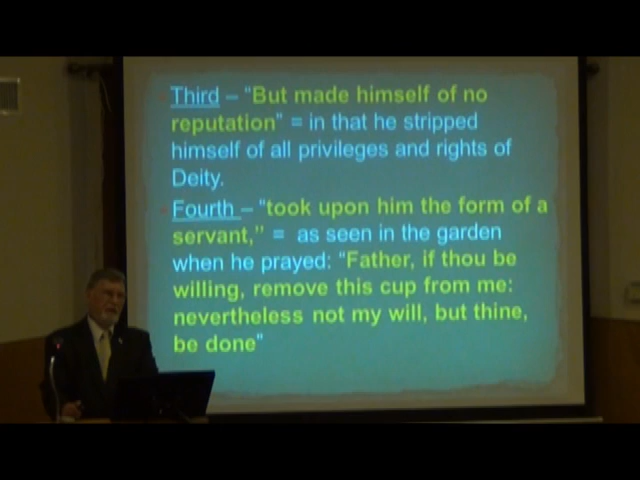 Third – "But made himself of no
reputation" = in that he stripped
himself of all privileges and rights of
Deity.
Fourth – "took upon him the form of a
servant," = as seen in the garden
when he prayed: "Father, if thou be
willing, remove this cup from me:
nevertheless not my will, but thine,
be done"